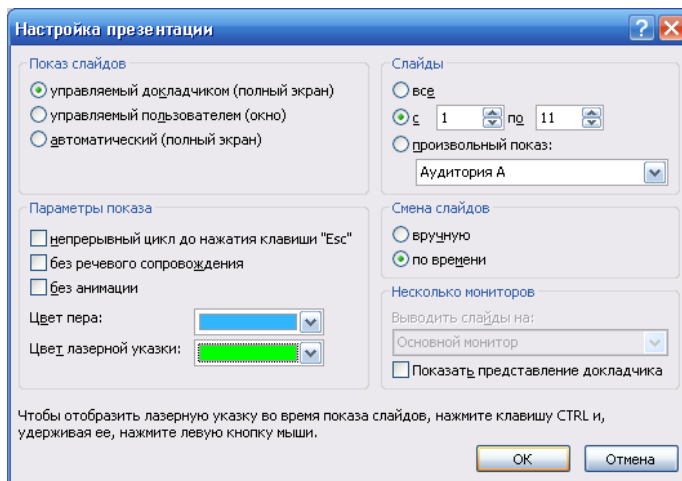 Настройка презентации
Показ слайдов
управляемый докладчиком (полный экран)
управляемый пользователем (окно)
автоматический (полный экран)
Слайды
все
с 1 по 11
произвольный показ:
Аудитория А
Параметры показа
непрерывный цикл до нажатия клавиши "Esc"
без речевого сопровождения
без анимации
Цвет пера:
Цвет лазерной указки:
Смена слайдов
вручную
по времени
Несколько мониторов
Выводить слайды на:
Основной монитор
Показать представление докладчика
Чтобы отобразить лазерную указку во время показа слайдов, нажмите клавишу CTRL и,
удерживая ее, нажмите левую кнопку мыши.
ОК
Отмена